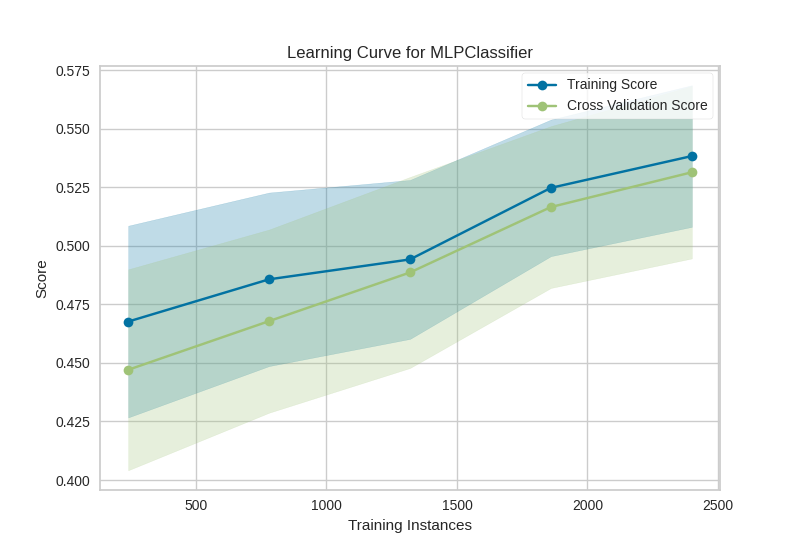 Learning Curve for MLPClassifier
Training Score
Cross Validation Score
0.575
0.550
0.525
0.500
0.475
0.450
0.425
0.400
Score
500
1000
1500
2000
2500
Training Instances